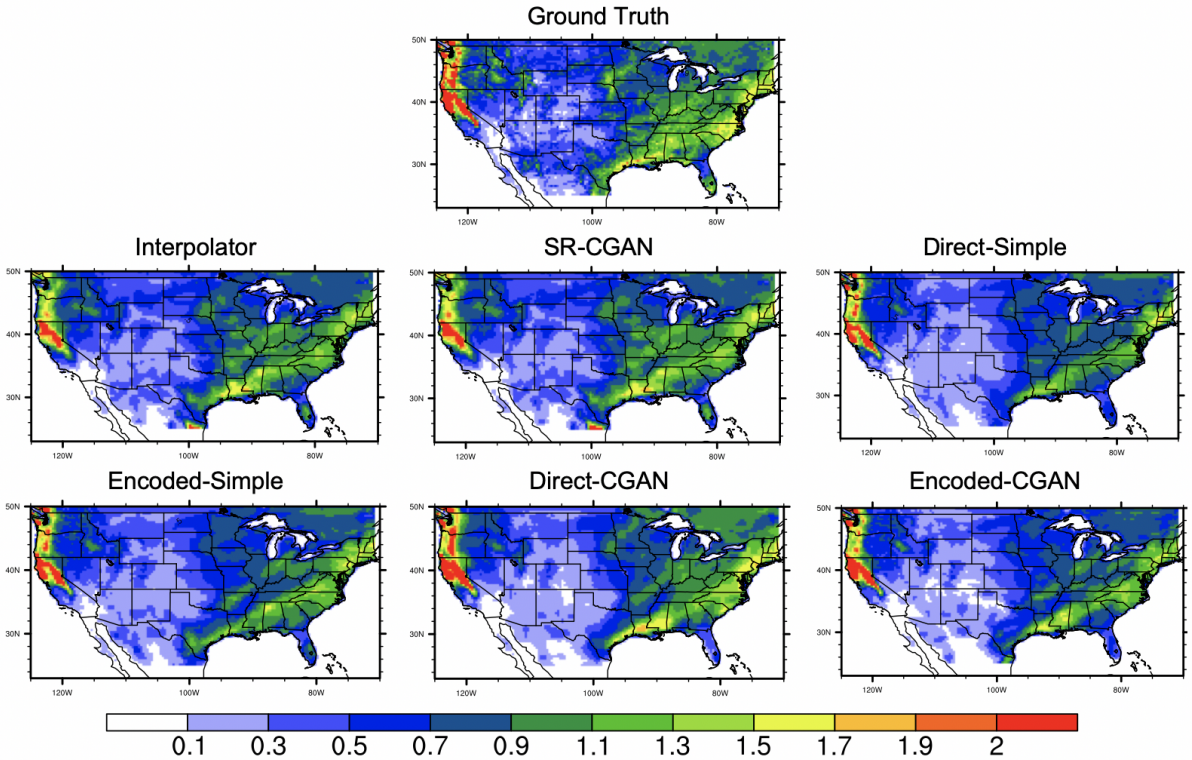 Ground Truth
50N
40N
30N
120W 100W 80W
Interpolator SR-CGAN Direct-Simple
50N 50N 50N
40N 40N 40N
30N 30N 30N
120W 100W 80W 120W 100W 80W 120W 100W 80W
Encoded-Simple Direct-CGAN Encoded-CGAN
50N 50N 50N
40N 40N 40N
30N 30N 30N
120W 100W 80W 120W 100W 80W 120W 100W 80W
0.1 0.3 0.5 0.7 0.9 1.1 1.3 1.5 1.7 1.9 2